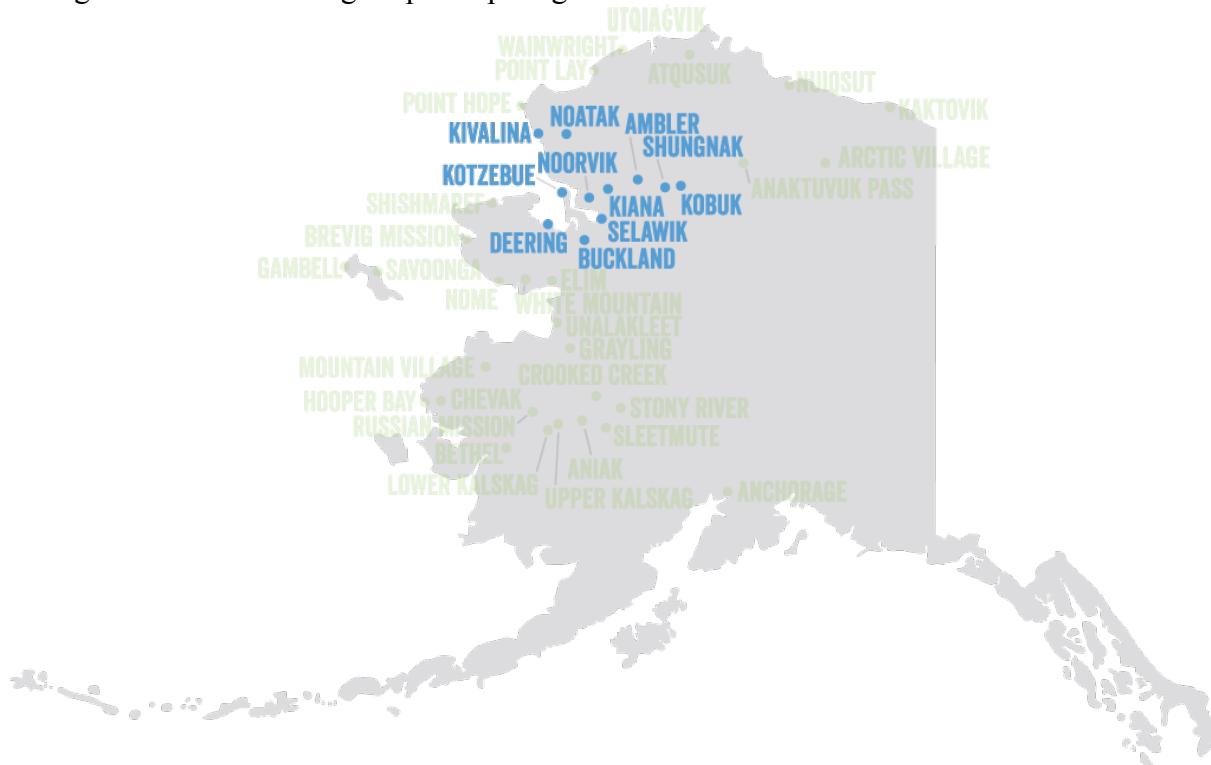 UTQIAĠVIK
WAINWRIGHT
POINT LAY
ATQUSUK
NUIQSUT
POINT HOPE
KAKTOVIK
NOATAK
AMBLER
KIVALINA
SHUNGNAK
NOORVIK
ARCTIC VILLAGE
KOTZEBUE
ANAKTUVUK PASS
SHISHMAREF
KIANA
KOBUK
SELAWIK
BREVIG MISSION
DEERING
BUCKLAND
GAMBELL
SAVOONGA
ELIM
NOME
WHITE MOUNTAIN
UNALAKLEET
GRAYLING
MOUNTAIN VILLAGE
CROOKED CREEK
HOOPER BAY
CHEVAK
STONY RIVER
RUSSIAN MISSION
SLEETMUTE
BETHEL
ANIAK
LOWER KALSKAG
UPPER KALSKAG
ANCHORAGE